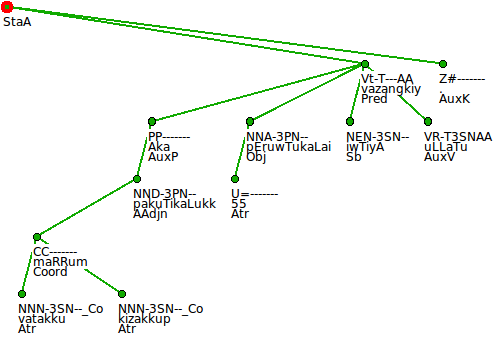 StaA
Vt-T---AA
vazangkiy
Pred
Z#-------
.
AuxK
PP-------
Aka
AuxP
NNA-3PN--
pEruwTukaLai
Obj
NEN-3SN--
iwTiyA
Sb
VR-T3SNAA
uLLaTu
AuxV
NND-3PN--
pakuTikaLukk
AAdjn
U=-------
55
Atr
CC-------
maRRum
Coord
NNN-3SN--_Co
vatakku
Atr
NNN-3SN--_Co
kizakkup
Atr